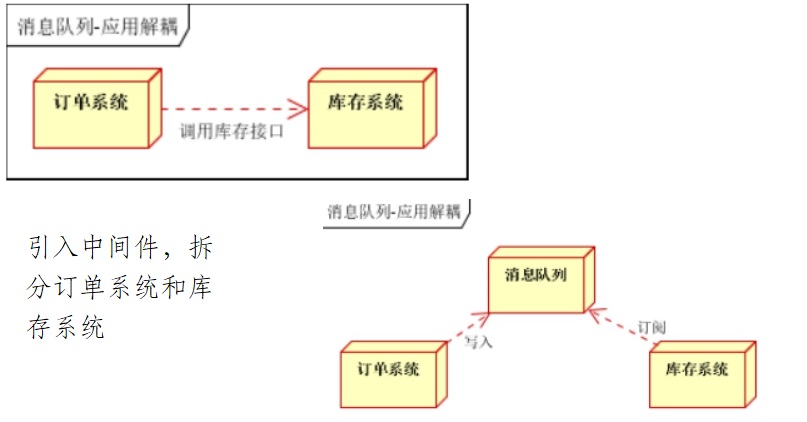 消息队列-应用解耦
订单系统
库存系统
调用库存接口
引入中间件，拆
分订单系统和库
存系统
消息队列-应用解耦
消息队列
写入
订阅
订单系统
库存系统